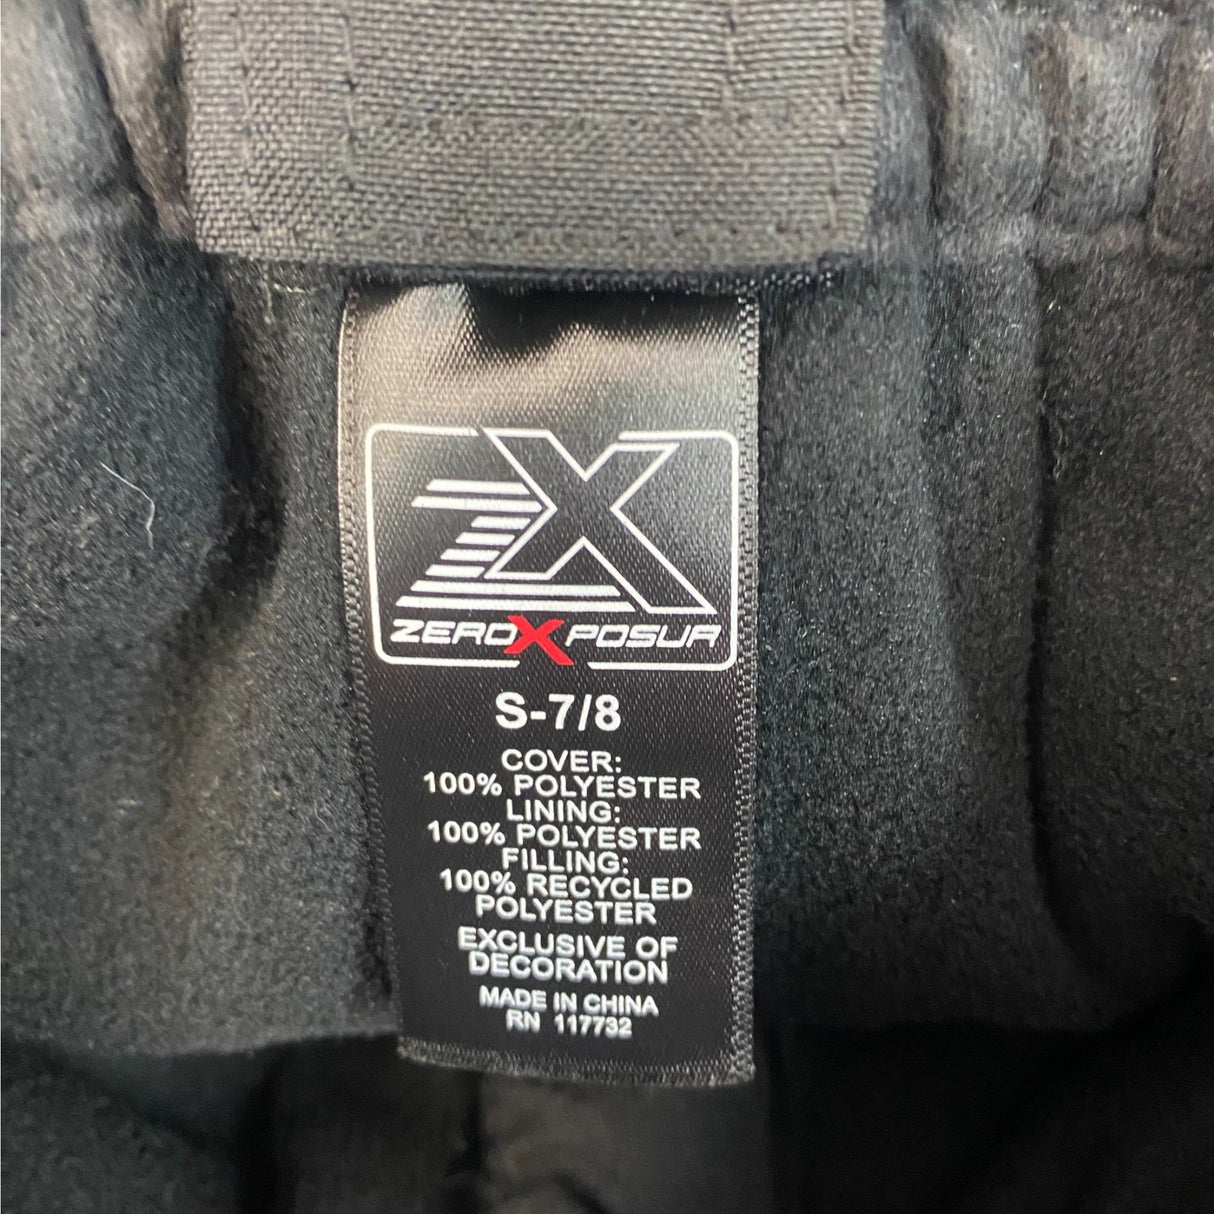 ZX
ZEROXPOSUR
S-7/8
COVER:
100% POLYESTER
LINING:
100% POLYESTER
FILLING:
100% RECYCLED
POLYESTER
EXCLUSIVE OF
DECORATION
MADE IN CHINA
RN 117732